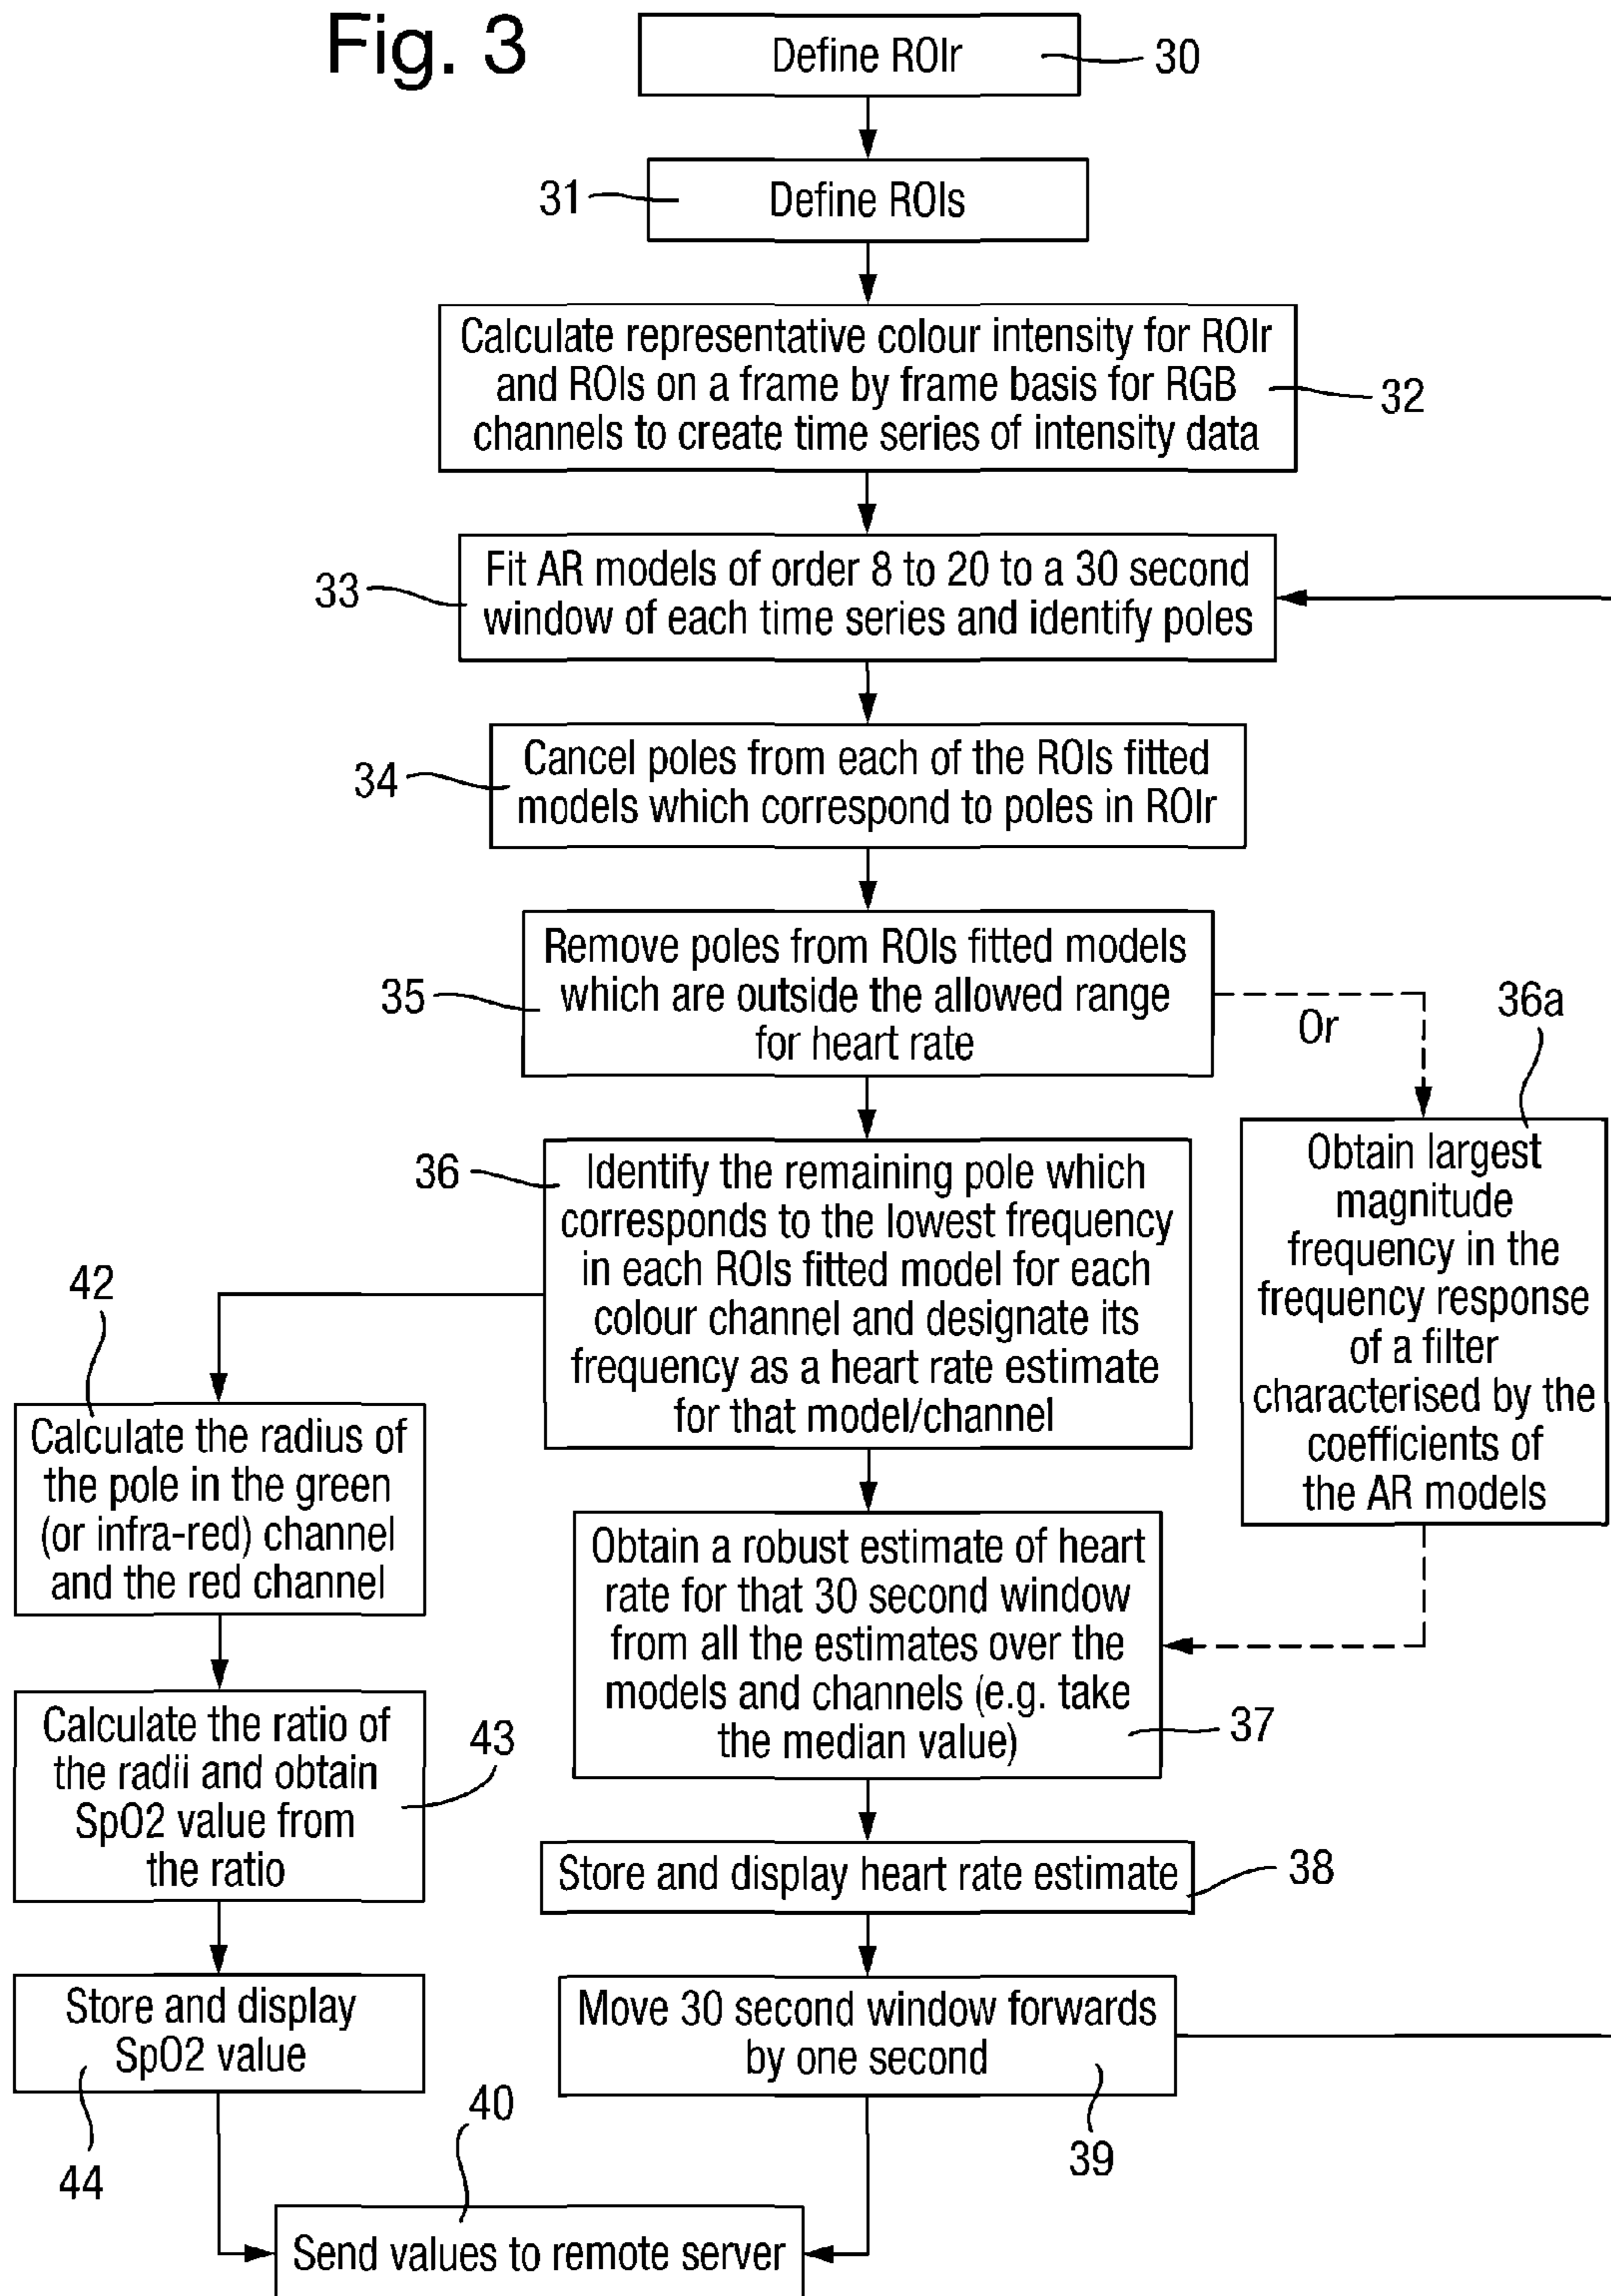 Fig. 3
Define ROIr
30
31
Define ROIs
Calculate representative colour intensity for ROIr
and ROIs on a frame by frame basis for RGB
channels to create time series of intensity data
32
33
Fit AR models of order 8 to 20 to a 30 second
window of each time series and identify poles
34
Cancel poles from each of the ROIs fitted
models which correspond to poles in ROIr
35
Remove poles from ROIs fitted models
which are outside the allowed range
for heart rate
Or
36a
Obtain largest
magnitude
frequency in the
frequency response
of a filter
characterised by the
coefficients of
the AR models
36
Identify the remaining pole which
corresponds to the lowest frequency
in each ROIs fitted model for each
colour channel and designate its
frequency as a heart rate estimate
for that model/channel
42
Calculate the radius of
the pole in the green
(or infra-red) channel
and the red channel
Obtain a robust estimate of heart
rate for that 30 second window
from all the estimates over the
models and channels (e.g. take
the median value)
37
Calculate the ratio of
the radii and obtain
SpO2 value from
the ratio
43
Store and display heart rate estimate
38
Store and display
SpO2 value
44
Move 30 second window forwards
by one second
39
40
Send values to remote server